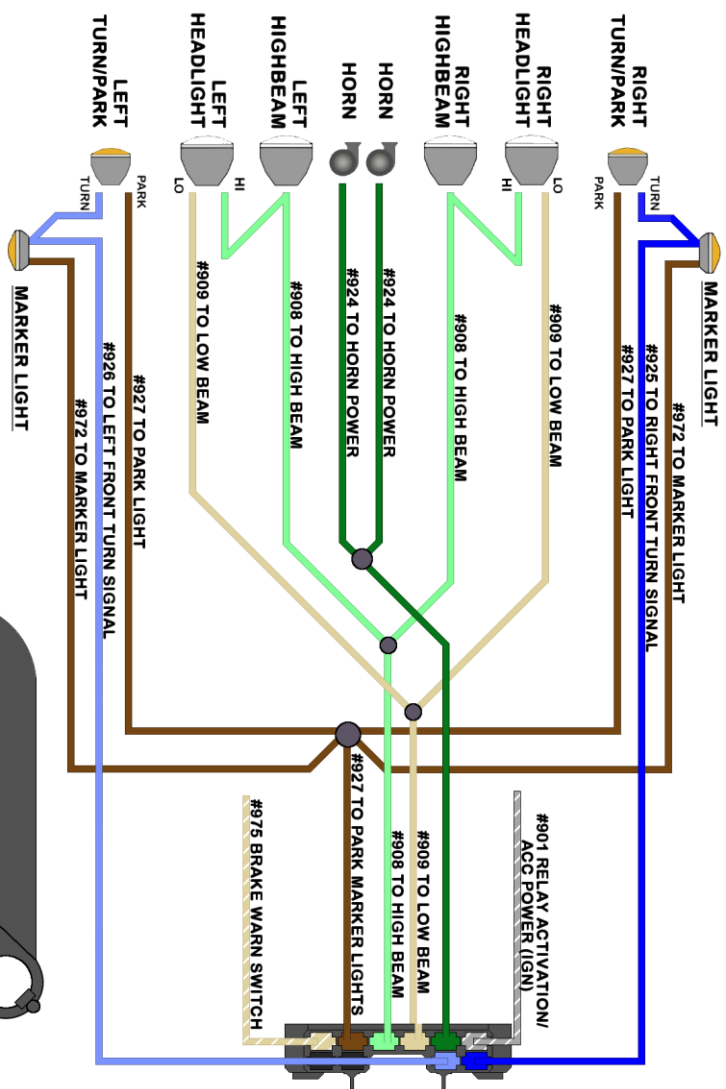 RIGHT
TURN/PARK
RIGHT
HEADLIGHT
RIGHT
HIGHBEAM
HORN
HORN
LEFT
HIGHBEAM
LEFT
HEADLIGHT
LEFT
TURN/PARK
TURN
PARK
LO
HI
HI
LO
PARK
TURN
MARKER LIGHT
MARKER LIGHT
#972 TO MARKER LIGHT
#925 TO RIGHT FRONT TURN SIGNAL
#927 TO PARK LIGHT
#909 TO LOW BEAM
#908 TO HIGH BEAM
#924 TO HORN POWER
#924 TO HORN POWER
#908 TO HIGH BEAM
#909 TO LOW BEAM
#927 TO PARK LIGHT
#926 TO LEFT FRONT TURN SIGNAL
#972 TO MARKER LIGHT
#901 RELAY ACTIVATION/
ACC POWER (IGN)
#909 TO LOW BEAM
#908 TO HIGH BEAM
#927 TO PARK MARKER LIGHTS
#975 BRAKE WARN SWITCH